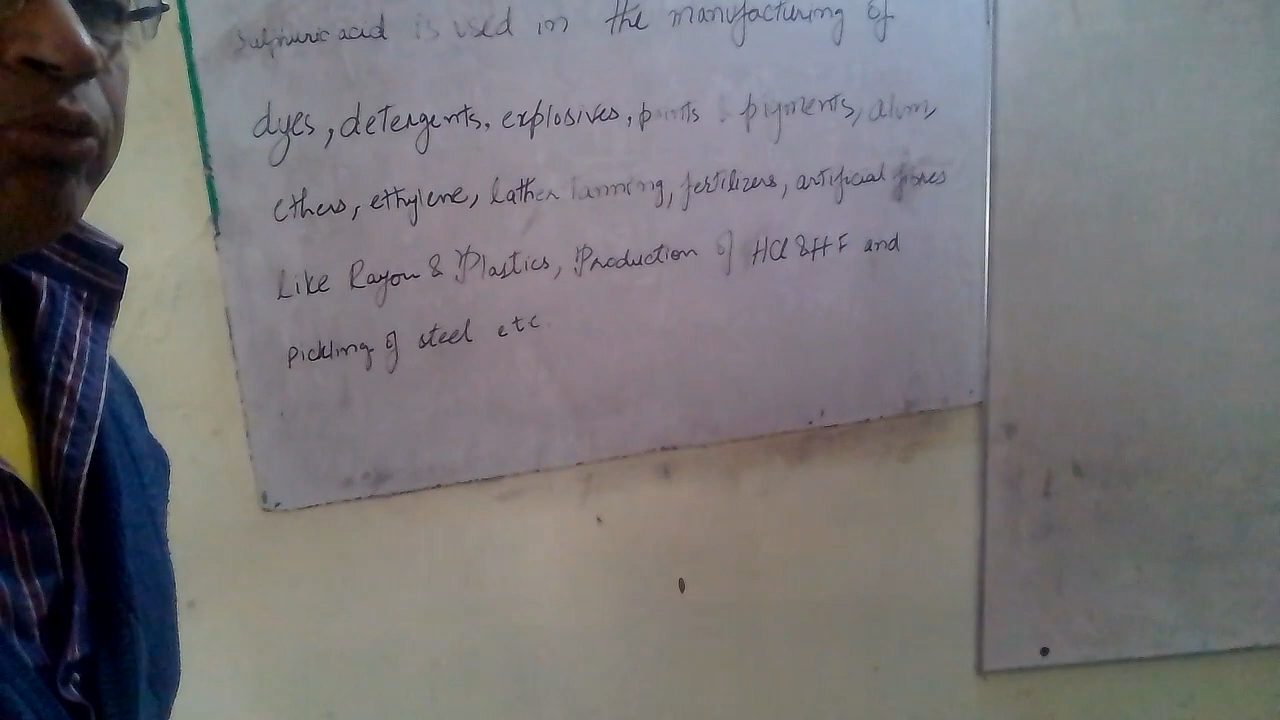 Sulphuric acid is used in the manufacturing of
dyes, detergents, explosives, paints & pigments, alum,
ethers, ethylene, lather tanning, fertilizers, artificial fibres
Like Rayon & Plastics, Production of HCl & HF and
pickling of steel etc